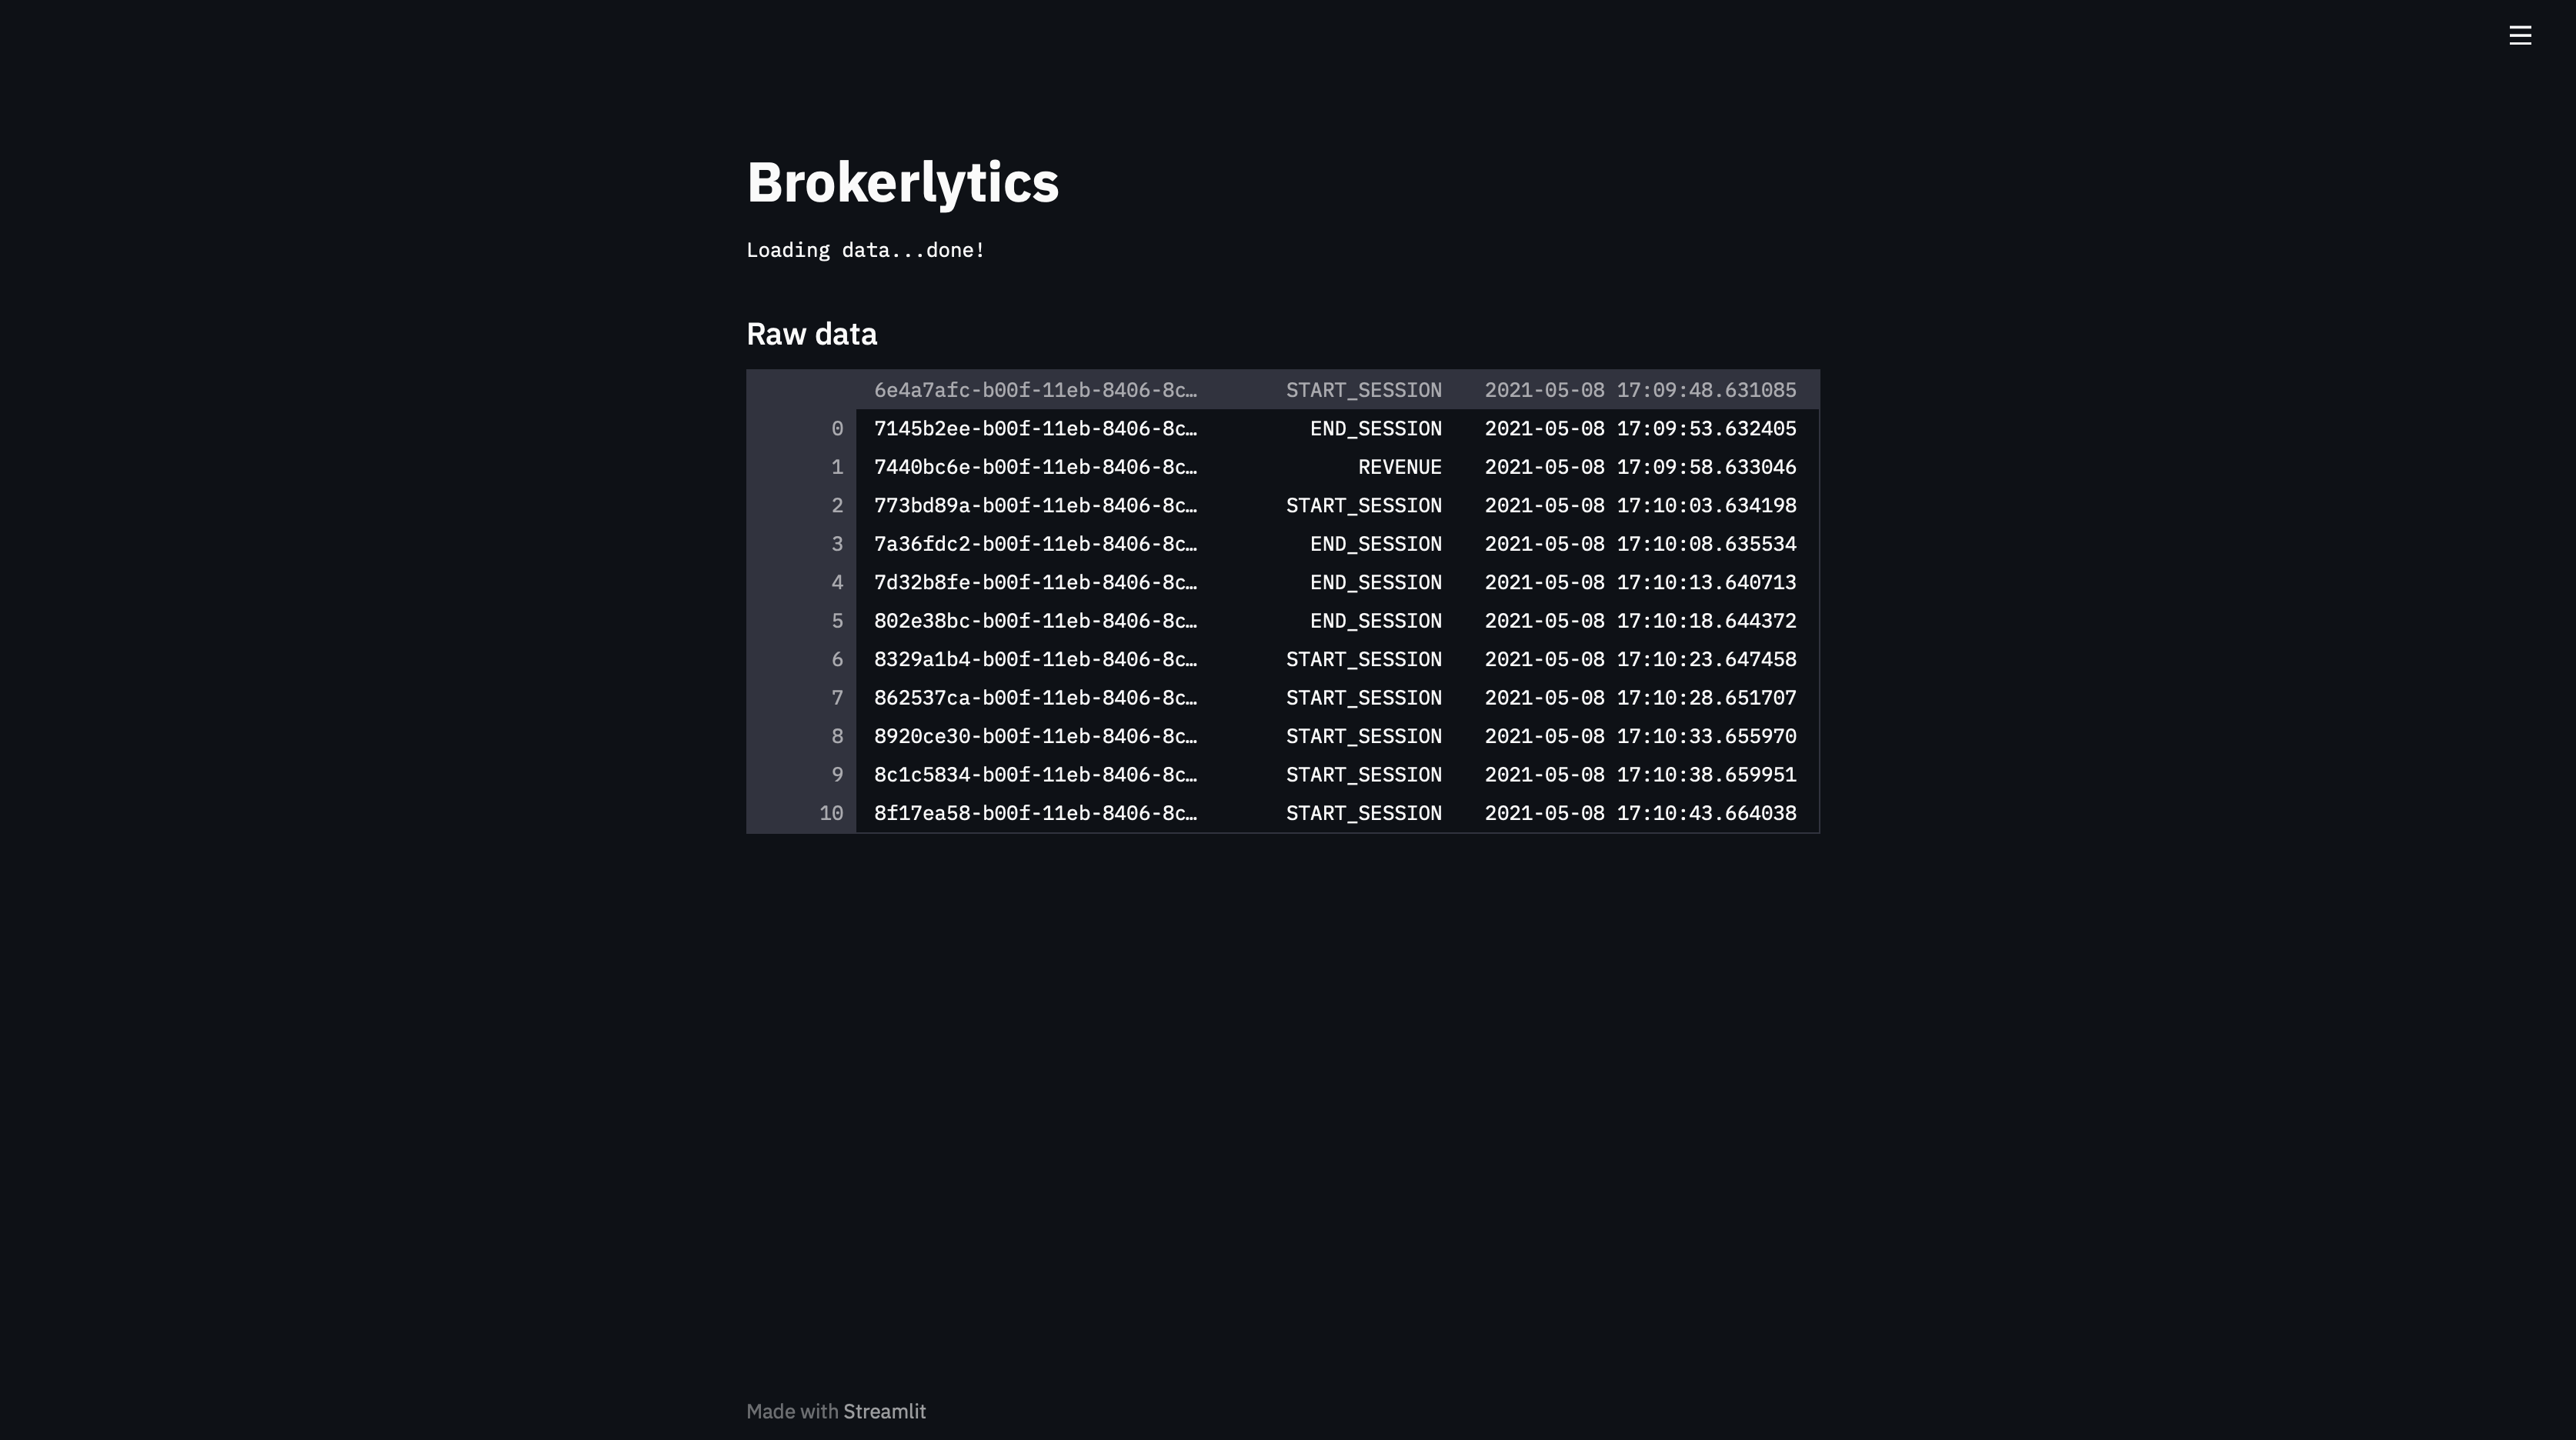 Brokerlytics
Loading data...done!
Raw data
6e4a7afc-b00f-11eb-8406-8c… START_SESSION 2021-05-08 17:09:48.631085
0 7145b2ee-b00f-11eb-8406-8c… END_SESSION 2021-05-08 17:09:53.632405
1 7440bc6e-b00f-11eb-8406-8c… REVENUE 2021-05-08 17:09:58.633046
2 773bd89a-b00f-11eb-8406-8c… START_SESSION 2021-05-08 17:10:03.634198
3 7a36fdc2-b00f-11eb-8406-8c… END_SESSION 2021-05-08 17:10:08.635534
4 7d32b8fe-b00f-11eb-8406-8c… END_SESSION 2021-05-08 17:10:13.640713
5 802e38bc-b00f-11eb-8406-8c… END_SESSION 2021-05-08 17:10:18.644372
6 8329a1b4-b00f-11eb-8406-8c… START_SESSION 2021-05-08 17:10:23.647458
7 862537ca-b00f-11eb-8406-8c… START_SESSION 2021-05-08 17:10:28.651707
8 8920ce30-b00f-11eb-8406-8c… START_SESSION 2021-05-08 17:10:33.655970
9 8c1c5834-b00f-11eb-8406-8c… START_SESSION 2021-05-08 17:10:38.659951
10 8f17ea58-b00f-11eb-8406-8c… START_SESSION 2021-05-08 17:10:43.664038
Made with Streamlit